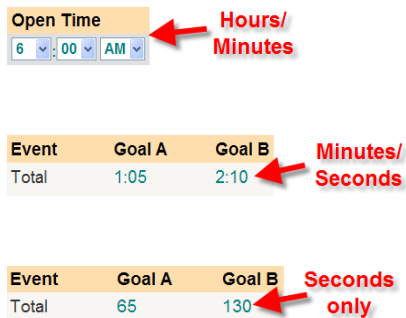 Open Time
6 : 00 AM
Hours/
Minutes
Event Goal A Goal B
Total 1:05 2:10
Minutes/
Seconds
Event Goal A Goal B
Total 65 130
Seconds
only